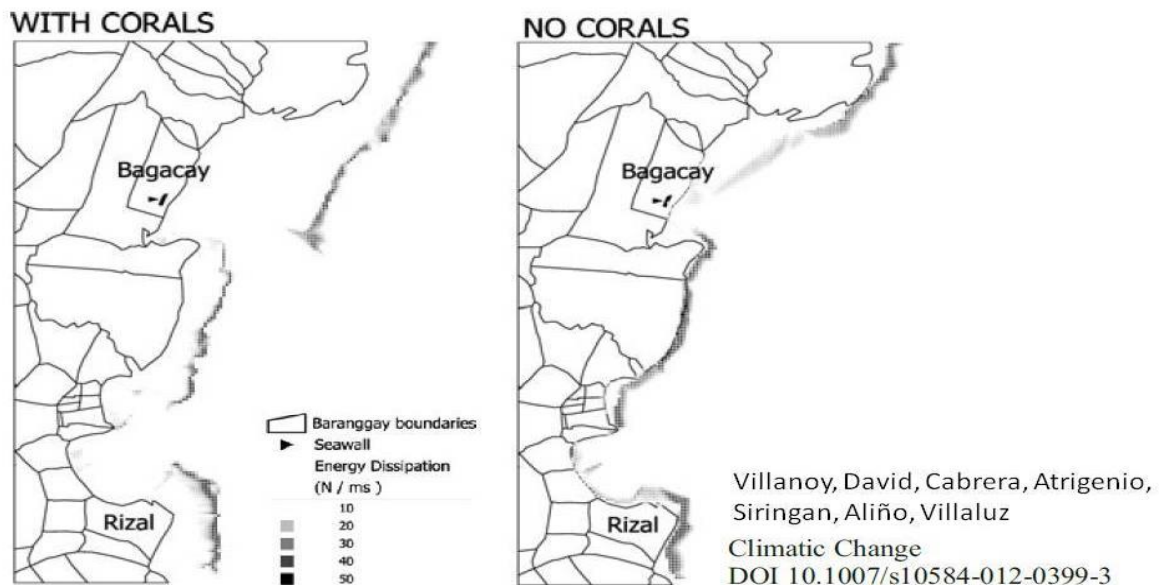 WITH CORALS
Bagacay
Rizal
Baranggay boundaries
Seawall
Energy Dissipation
(N / ms )
10
20
30
40
50
NO CORALS
Bagacay
Rizal
Villanoy, David, Cabrera, Atrigenio,
Siringan, Aliño, Villaluz
Climatic Change
DOI 10.1007/s10584-012-0399-3